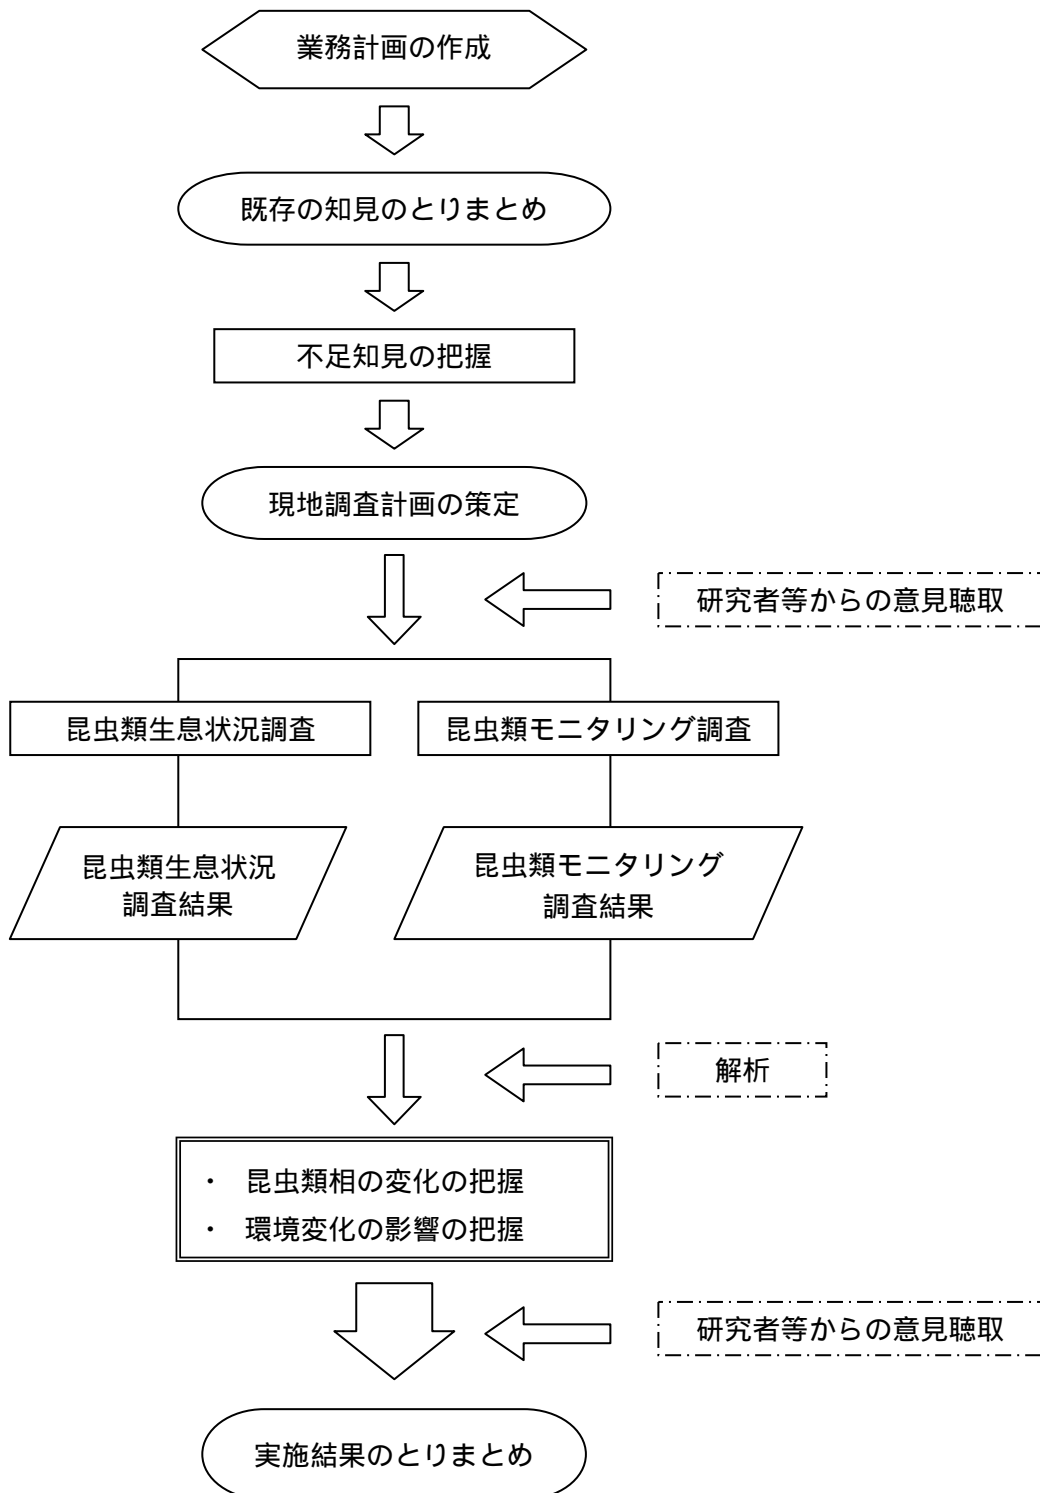 業務計画の作成
既存の知見のとりまとめ
不足知見の把握
現地調査計画の策定
研究者等からの意見聴取
昆虫類生息状況調査
昆虫類モニタリング調査
昆虫類生息状況
調査結果
昆虫類モニタリング
調査結果
解析
・ 昆虫類相の変化の把握
・ 環境変化の影響の把握
研究者等からの意見聴取
実施結果のとりまとめ